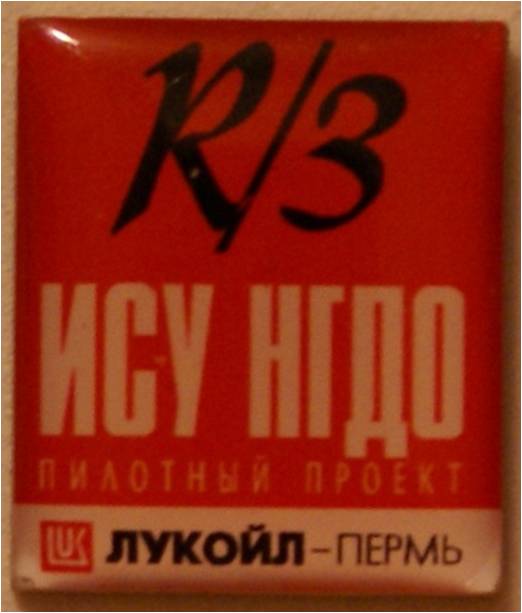 R/3
ИСУ НГДО
ПИЛОТНЫЙ ПРОЕКТ
LUK ЛУКОЙЛ-ПЕРМЬ